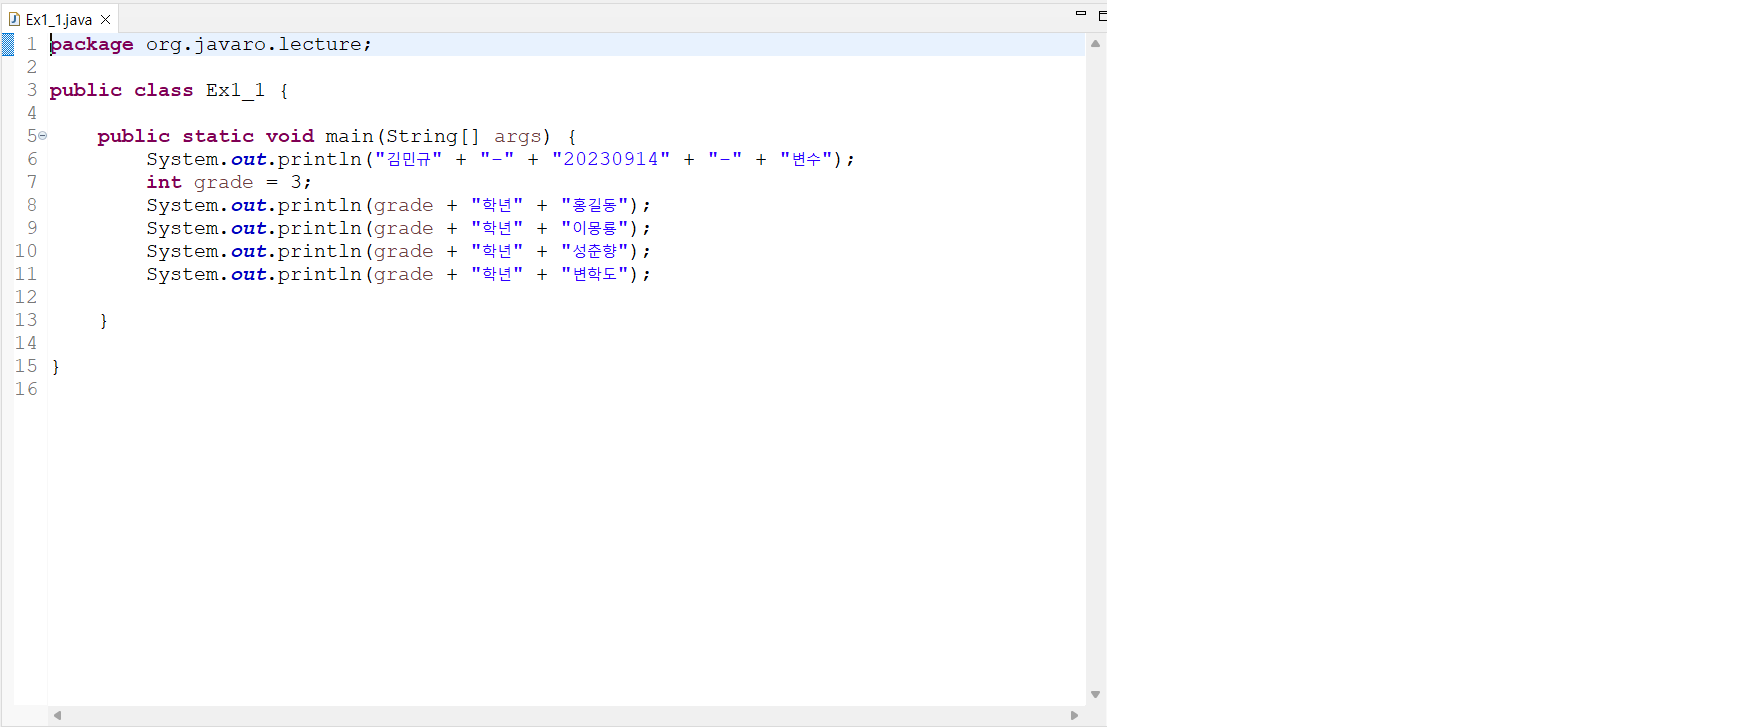 Ex1_1.java
1 package org.javaro.lecture;
2
3 public class Ex1_1 {
4
5 public static void main(String[] args) {
6 System.out.println("김민규" + "-" + "20230914" + "-" + "변수");
7 int grade = 3;
8 System.out.println(grade + "학년" + "홍길동");
9 System.out.println(grade + "학년" + "이몽룡");
10 System.out.println(grade + "학년" + "성춘향");
11 System.out.println(grade + "학년" + "변학도");
12
13 }
14
15 }
16